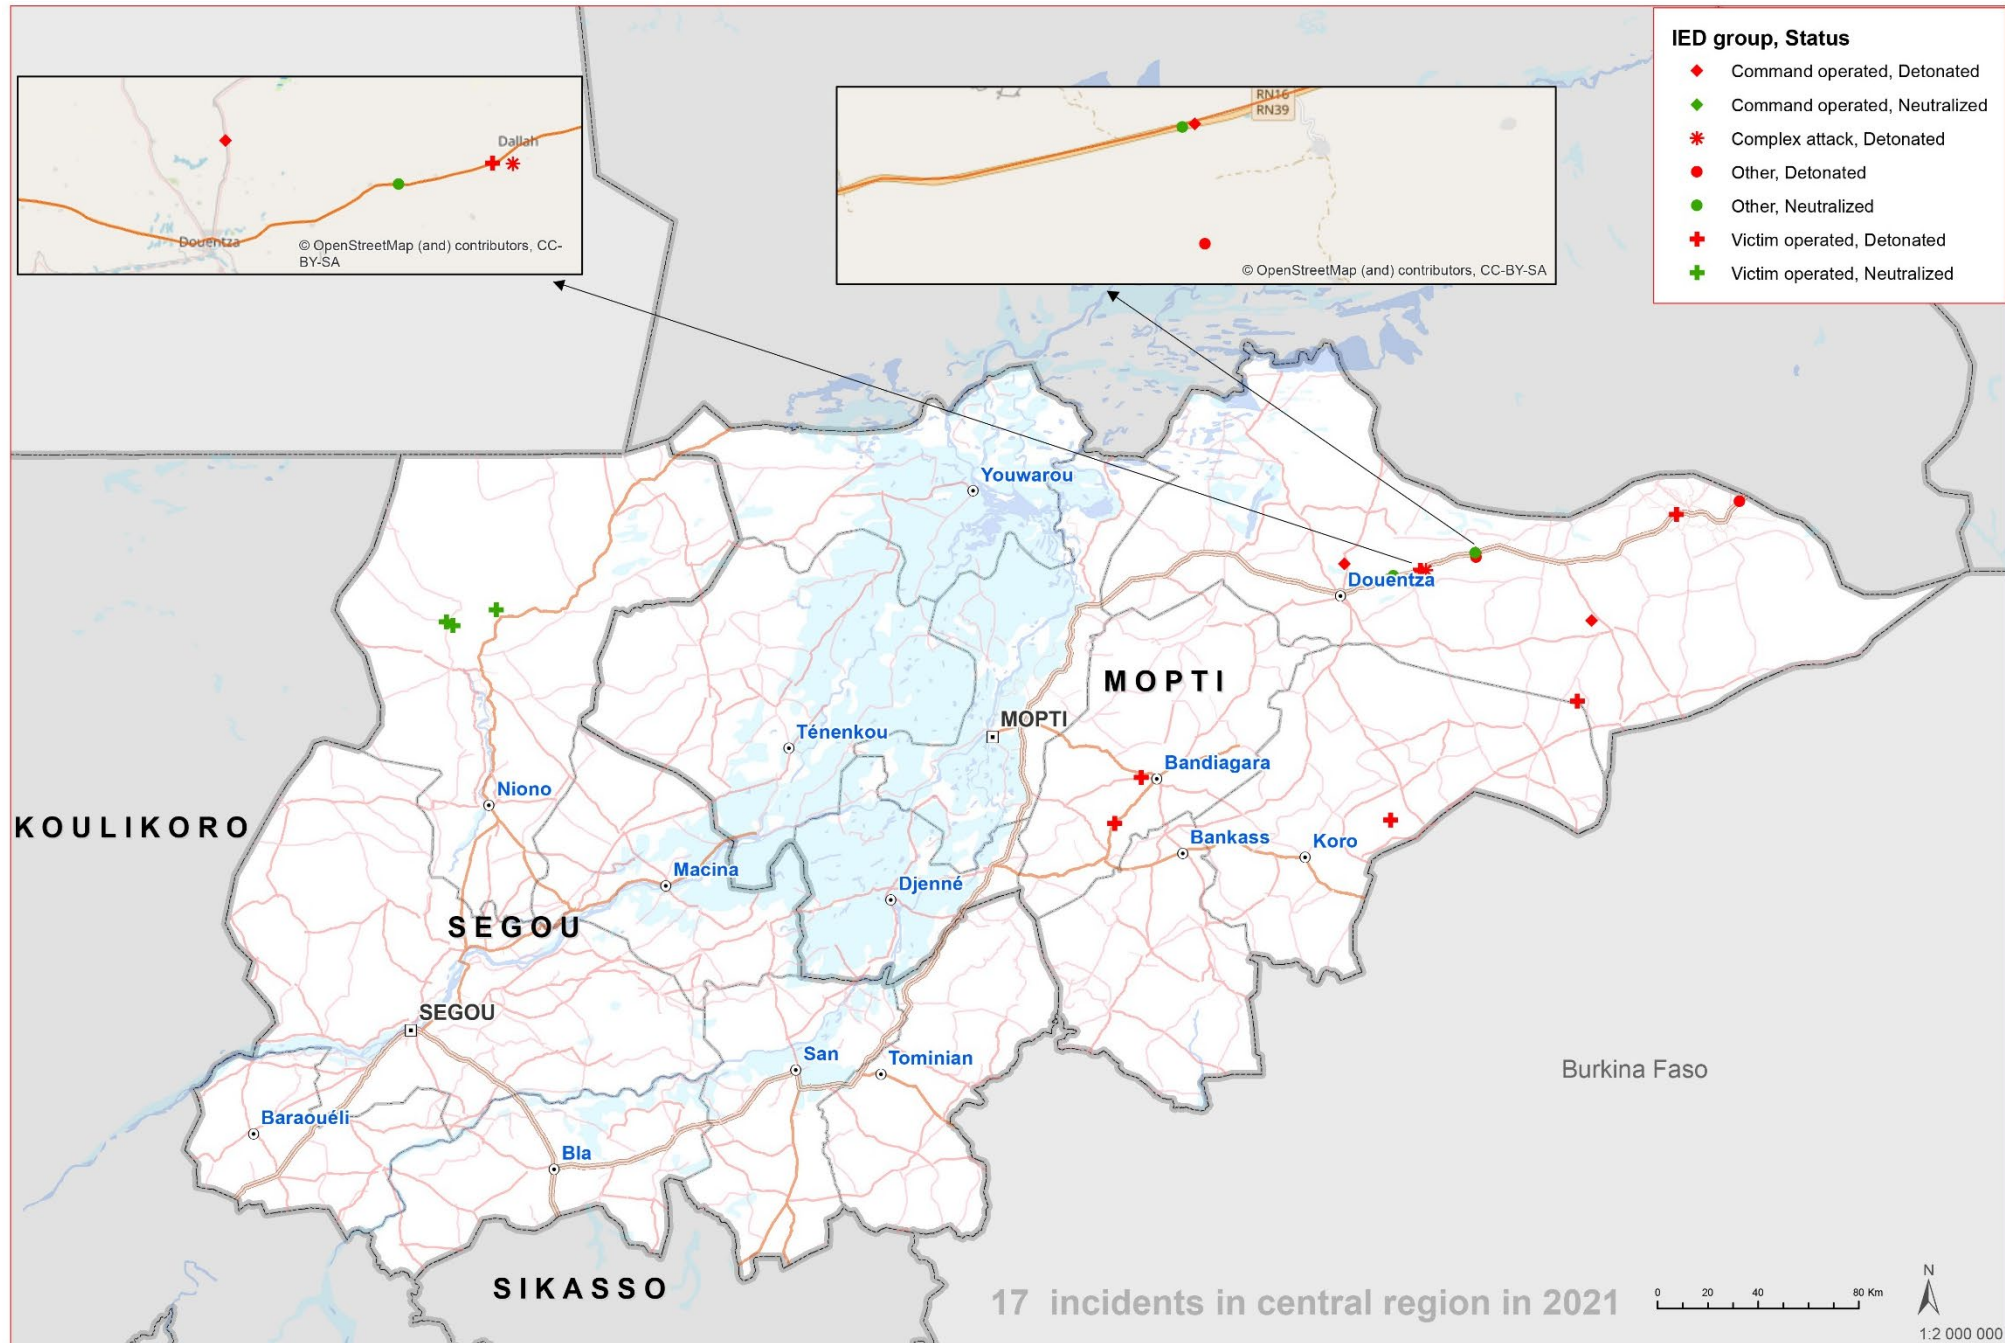 IED group, Status
Command operated, Detonated
Command operated, Neutralized
Complex attack, Detonated
Other, Detonated
Other, Neutralized
Victim operated, Detonated
Victim operated, Neutralized
Dallah
Douentza
© OpenStreetMap (and) contributors, CC-
BY-SA
RN16
RN39
© OpenStreetMap (and) contributors, CC-BY-SA
Youwarou
Douentza
MOPTI
MOPTI
Ténenkou
Bandiagara
Niono
KOULIKORO
Bankass
Koro
Macina
Djenné
SEGOU
SEGOU
San
Tominian
Burkina Faso
Baraouéli
Bla
SIKASSO
17 incidents in central region in 2021
0 20 40 80 Km
N
1:2 000 000